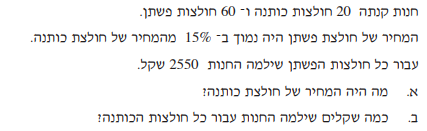 חנות קנתה 20 חולצות כותנה ו־ 60 חולצות פשתן.
המחיר של חולצת פשתן היה נמוך ב־ 15% מהמחיר של חולצת כותנה.
עבור כל חולצות הפשתן שילמה החנות 2550 שקל.
א. מה היה המחיר של חולצת כותנה?
ב. כמה שקלים שילמה החנות עבור כל חולצות הכותנה?